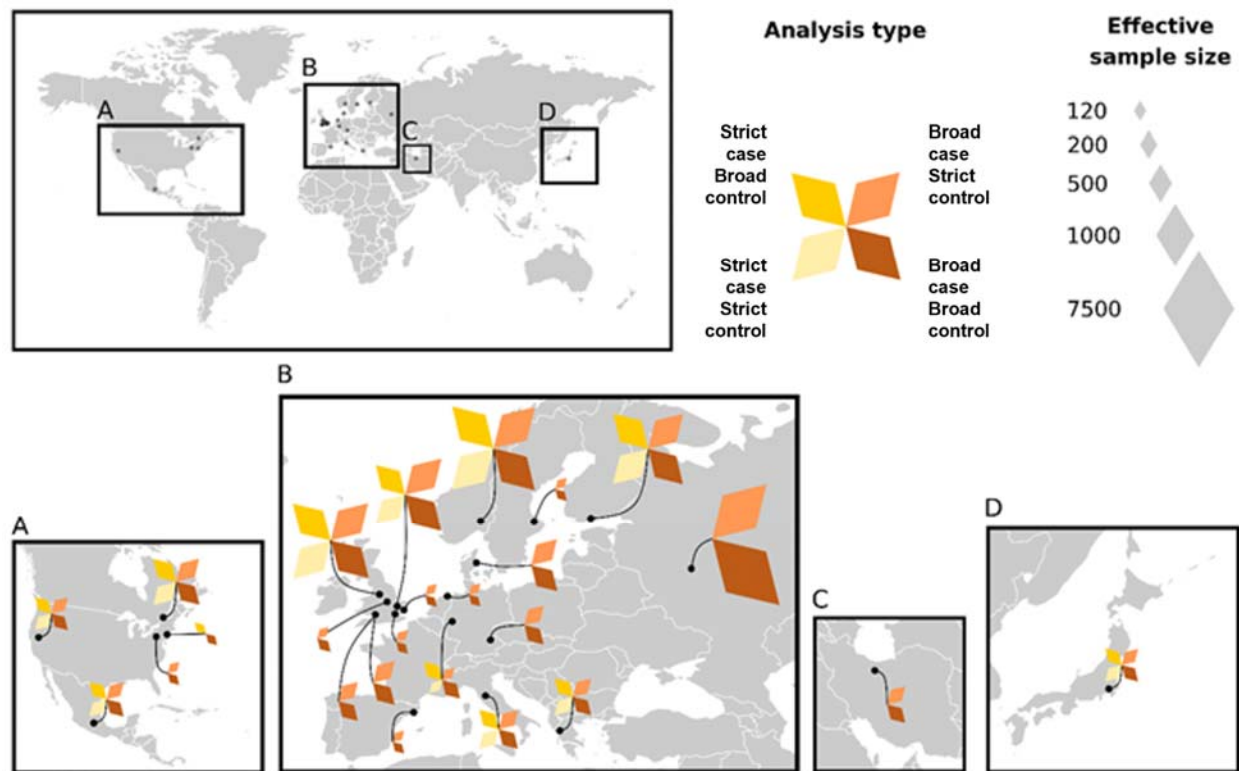 B
A
C
D
Analysis type
Strict
case
Broad
control
Broad
case
Strict
control
Strict
case
Strict
control
Broad
case
Broad
control
Effective
sample size
120
200
500
1000
7500
B
A
C
D